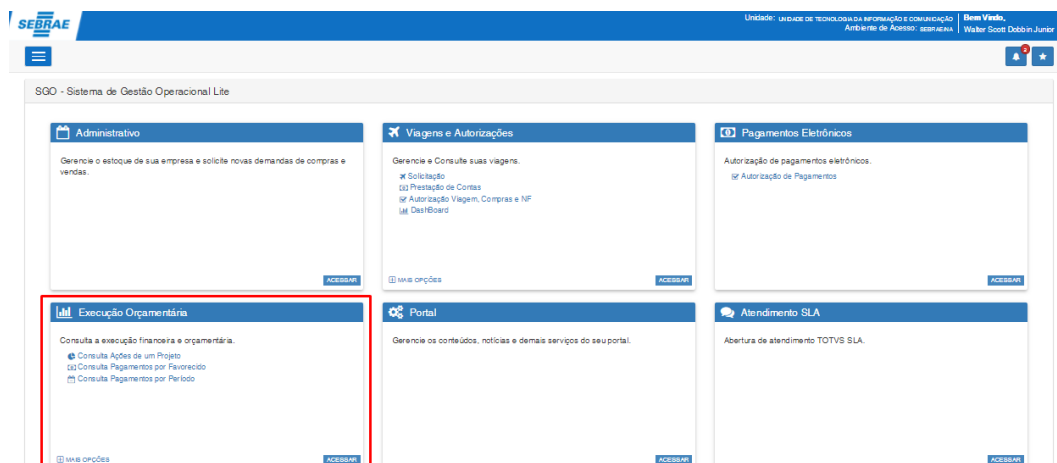 SEBRAE
Unidade: UNIDADE DE TECNOLOGIA DA INFORMAÇÃO E COMUNICAÇÃO
Ambiente de Acesso: SEBRAE/NA
Bem Vindo,
Walter Scott Dobbin Junior
2
SGO - Sistema de Gestão Operacional Lite
Administrativo
Gerencie o estoque de sua empresa e solicite novas demandas de compras e
vendas.
ACESSAR
Viagens e Autorizações
Gerencie e Consulte suas viagens.
Solicitação
Prestação de Contas
Autorização Viagem, Compras e NF
DashBoard
MAIS OPÇÕES
ACESSAR
Pagamentos Eletrônicos
Autorização de pagamentos eletrônicos.
Autorização de Pagamentos
ACESSAR
Execução Orçamentária
Consulta a execução financeira e orçamentária.
Consulta Ações de um Projeto
Consulta Pagamentos por Favorecido
Consulta Pagamentos por Período
MAIS OPÇÕES
ACESSAR
Portal
Gerencie os conteúdos, notícias e demais serviços do seu portal.
ACESSAR
Atendimento SLA
Abertura de atendimento TOTVS SLA.
ACESSAR